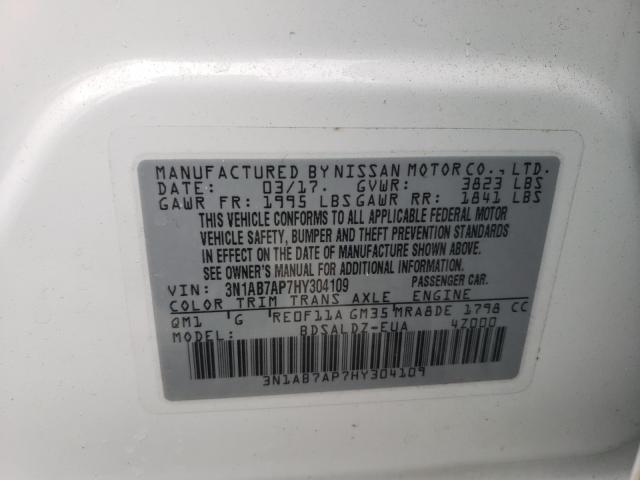 MANUFACTURED BY NISSAN MOTOR CO., LTD.
DATE: 03/17. GVWR: 3823 LBS
GAWR FR: 1995 LBS GAWR RR: 1841 LBS
THIS VEHICLE CONFORMS TO ALL APPLICABLE FEDERAL MOTOR
VEHICLE SAFETY, BUMPER AND THEFT PREVENTION STANDARDS
IN EFFECT ON THE DATE OF MANUFACTURE SHOWN ABOVE.
SEE OWNER'S MANUAL FOR ADDITIONAL INFORMATION.
VIN: 3N1AB7AP7HY304109 PASSENGER CAR.
COLOR TRIM TRANS AXLE ENGINE
QM1 G RE0F11A GM35 MRA8DE 1798 CC
MODEL: BDSALDZ-EUA 4Z000
3N1AB7AP7HY304109